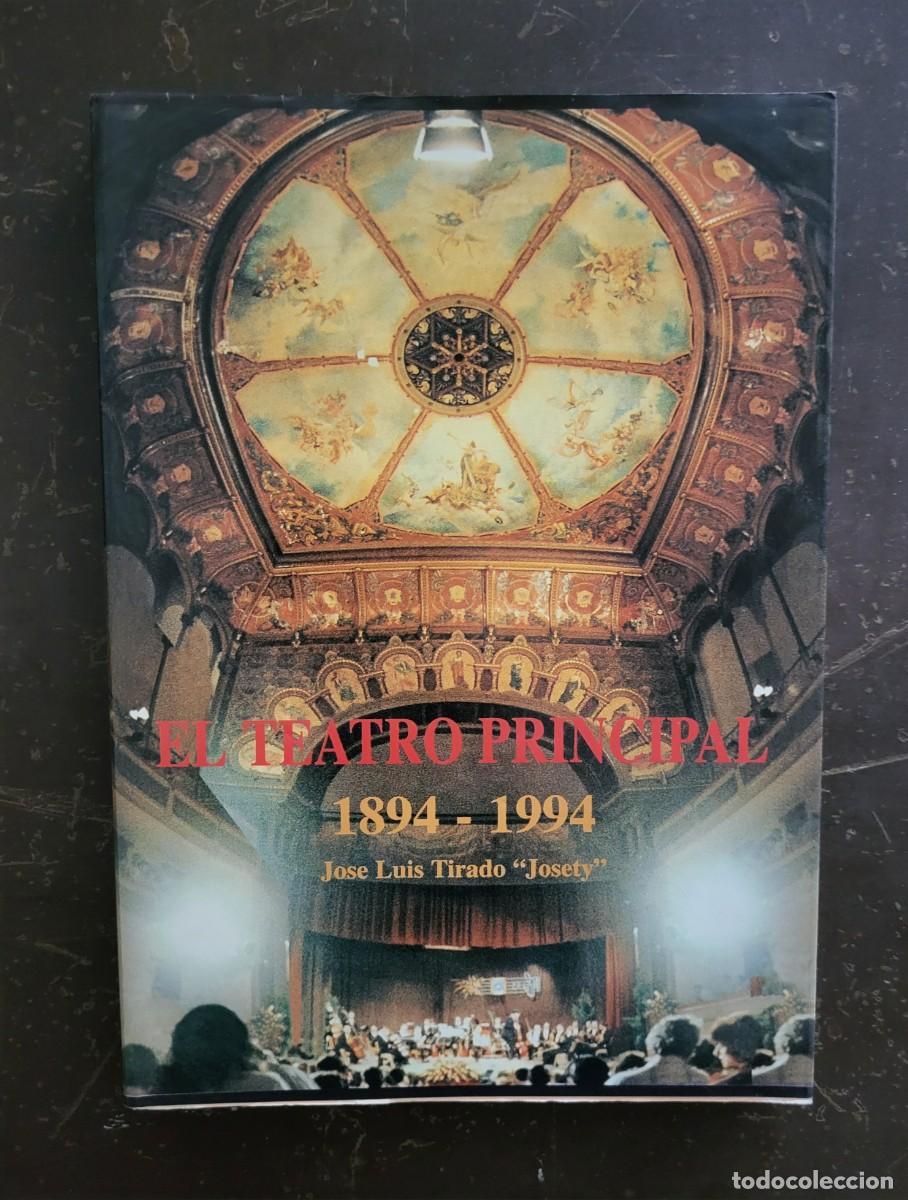 EL TEATRO PRINCIPAL
1894 - 1994
Jose Luis Tirado “Josety”
todocoleccion